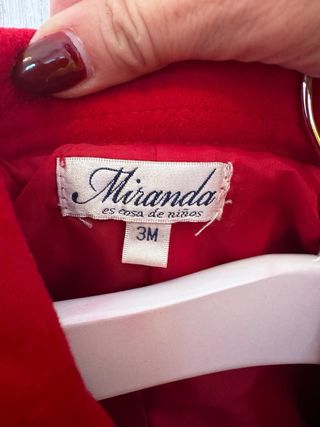 Miranda
es cosa de niños
3M